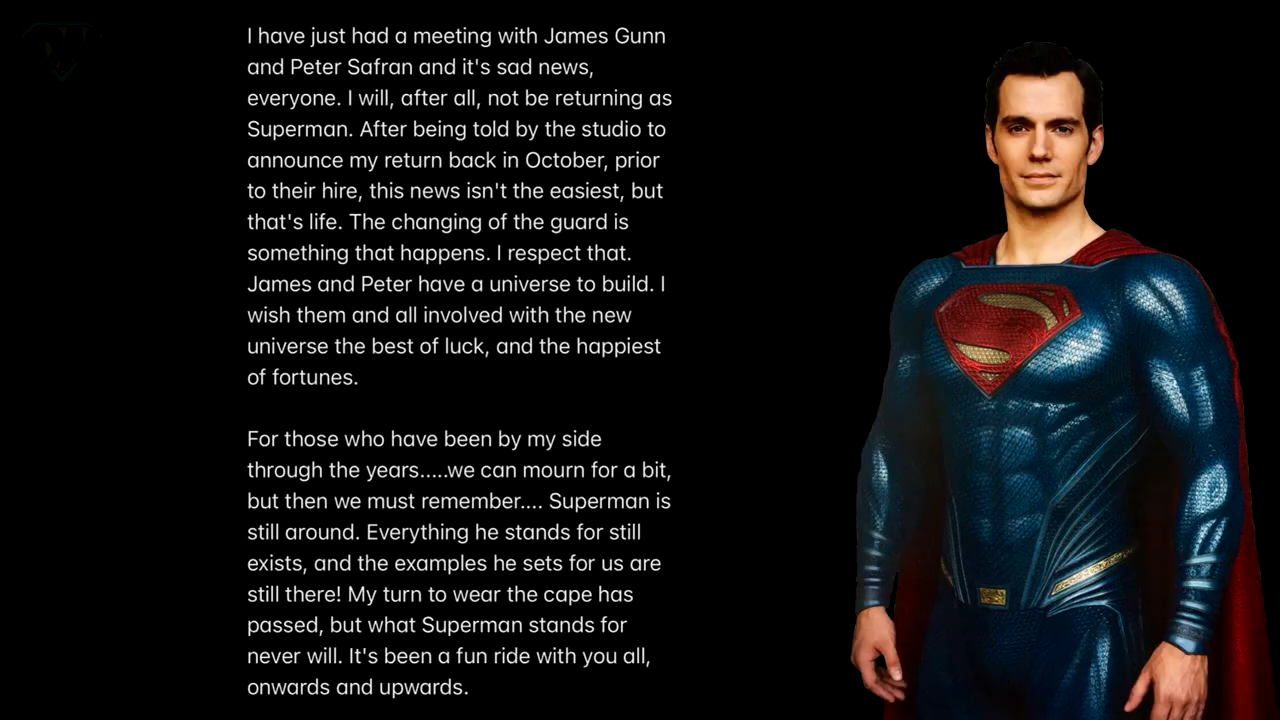 I have just had a meeting with James Gunn
and Peter Safran and it's sad news,
everyone. I will, after all, not be returning as
Superman. After being told by the studio to
announce my return back in October, prior
to their hire, this news isn't the easiest, but
that's life. The changing of the guard is
something that happens. I respect that.
James and Peter have a universe to build. I
wish them and all involved with the new
universe the best of luck, and the happiest
of fortunes.
For those who have been by my side
through the years.....we can mourn for a bit,
but then we must remember.... Superman is
still around. Everything he stands for still
exists, and the examples he sets for us are
still there! My turn to wear the cape has
passed, but what Superman stands for
never will. It's been a fun ride with you all,
onwards and upwards.